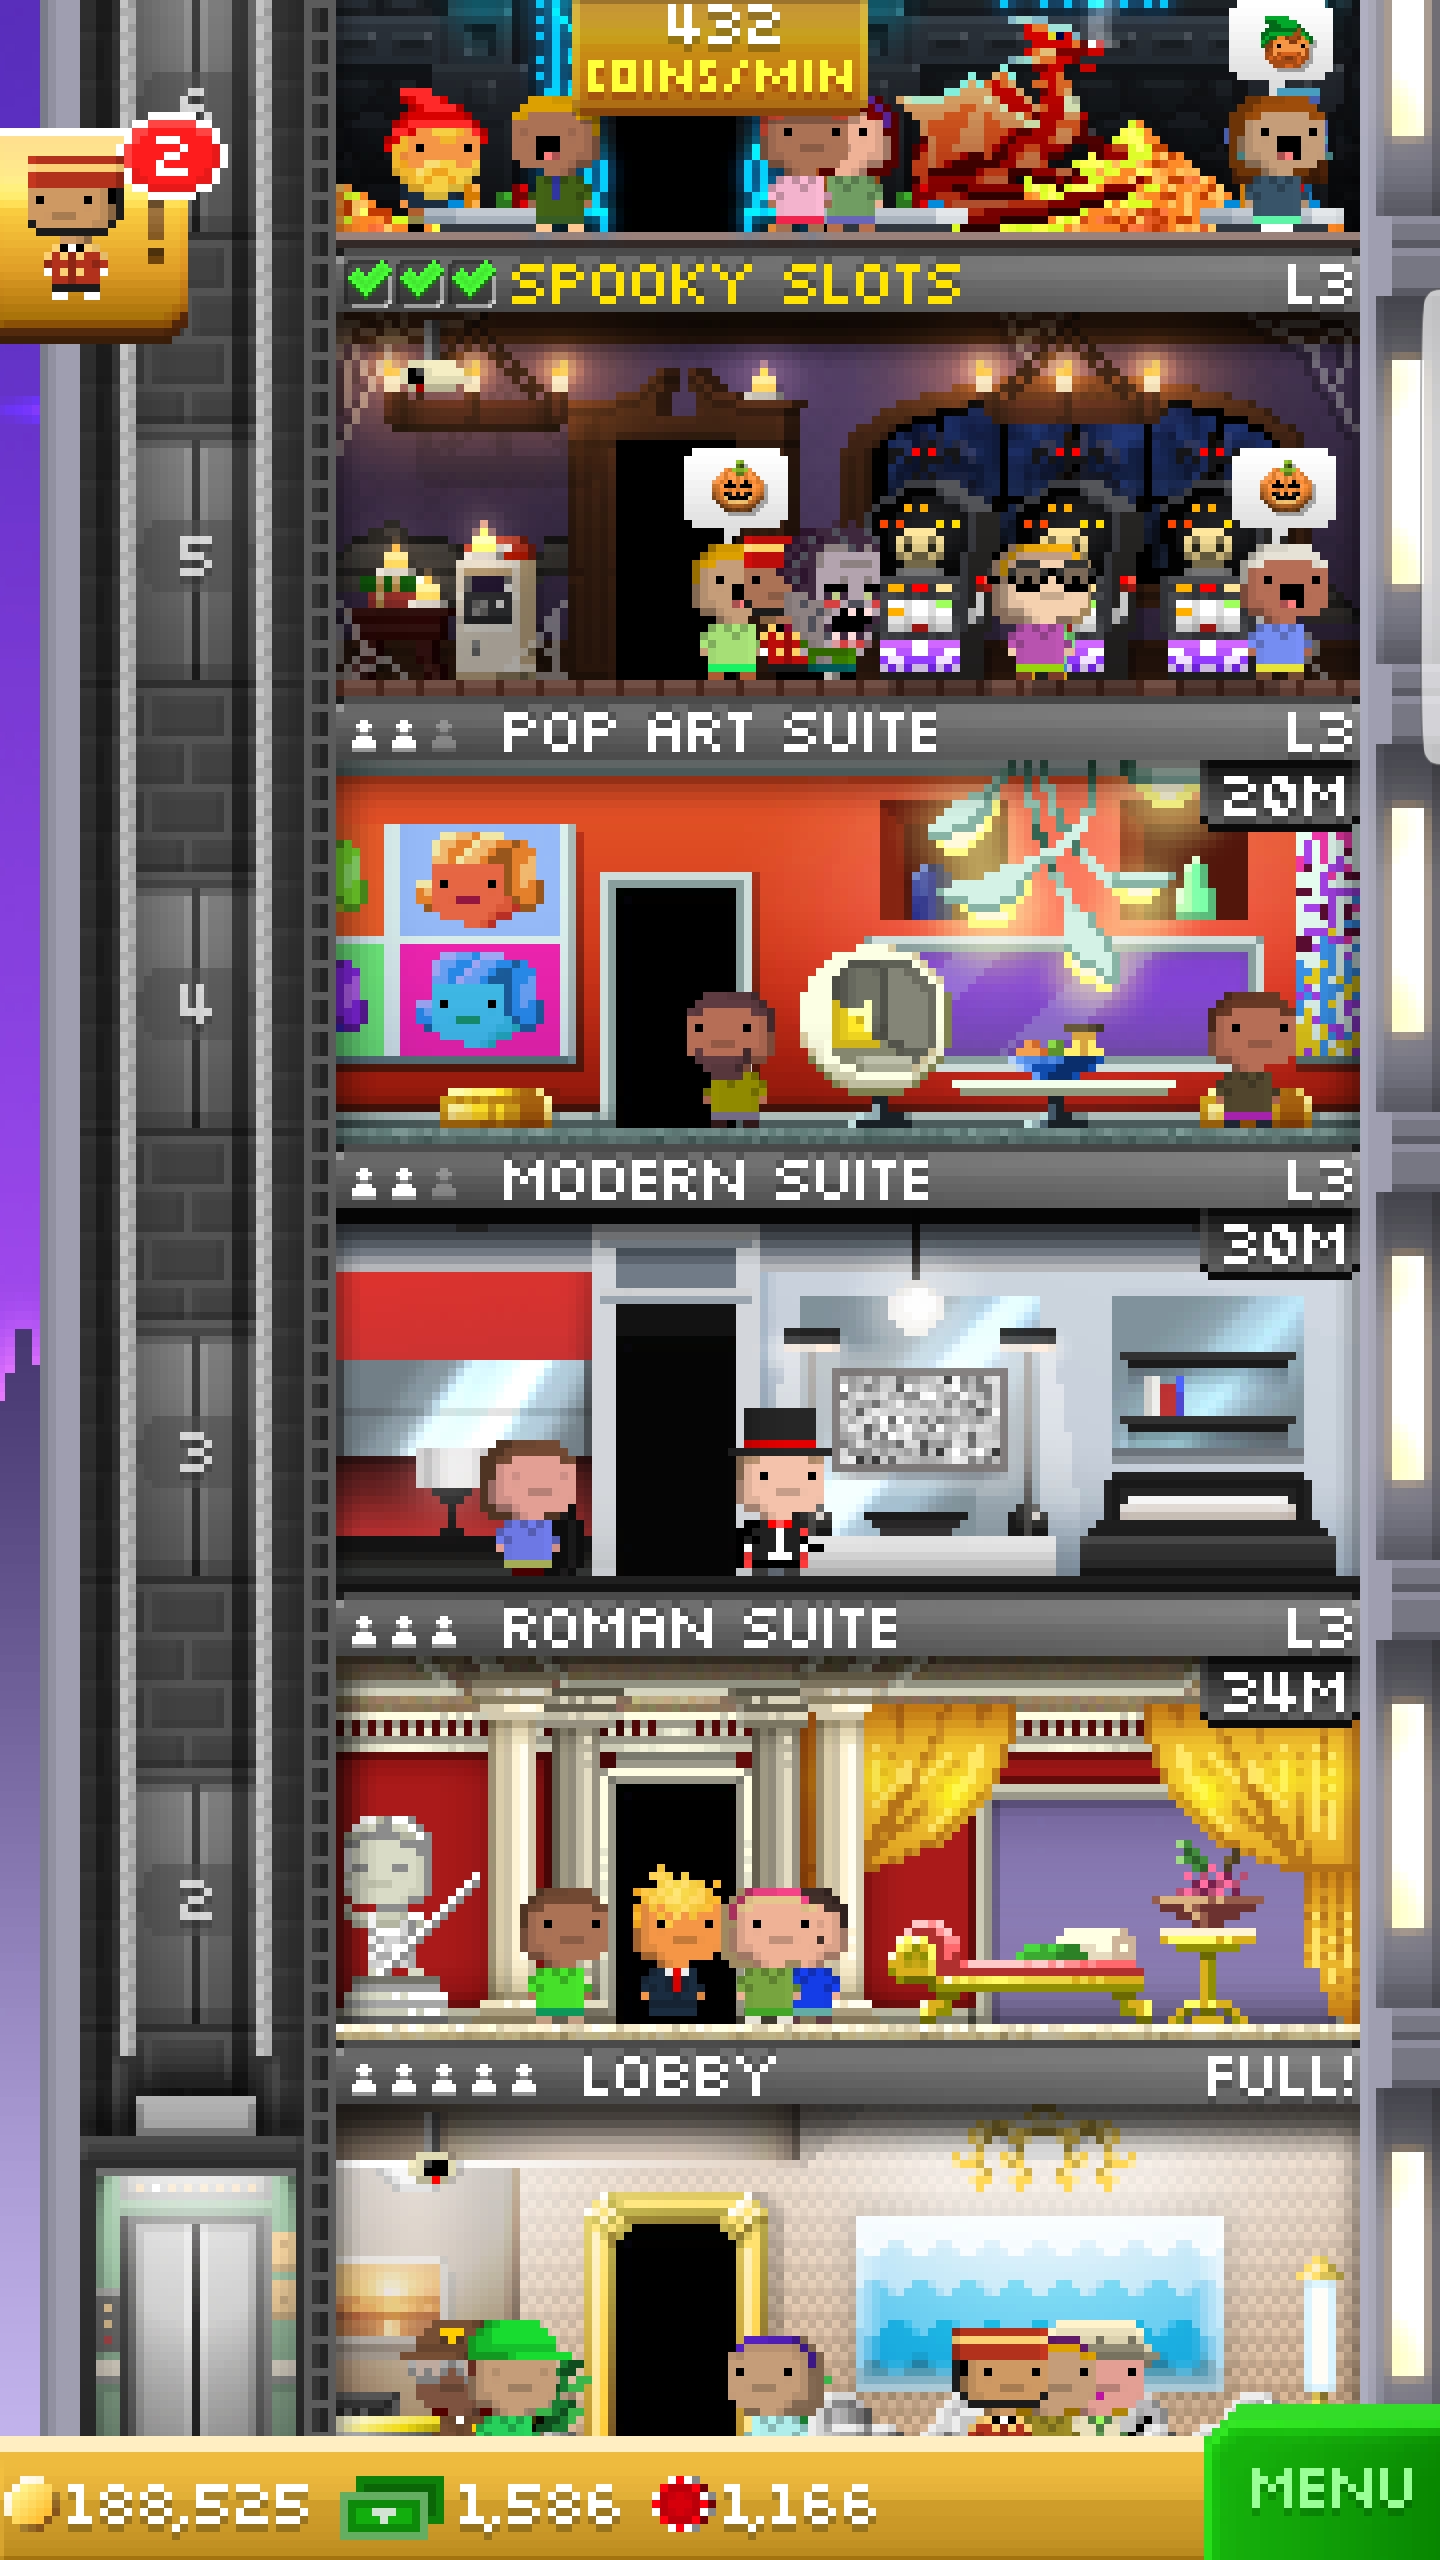 432
COINS/MIN
2
!
SPOOKY SLOTS L3
5
POP ART SUITE L3
20M
4
MODERN SUITE L3
30M
3
ROMAN SUITE L3
34M
2
LOBBY FULL!
188,525 1,586 1,166
MENU